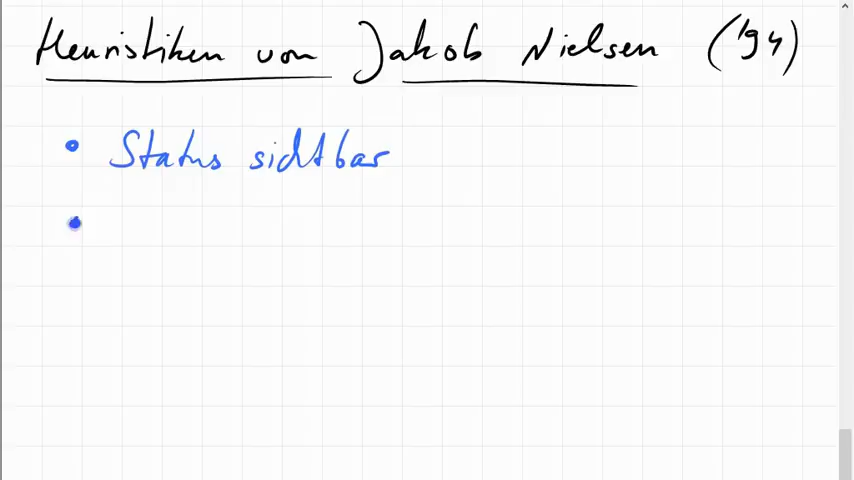 Heuristiken von Jakob Nielsen ('94)
• Status sichtbar
•